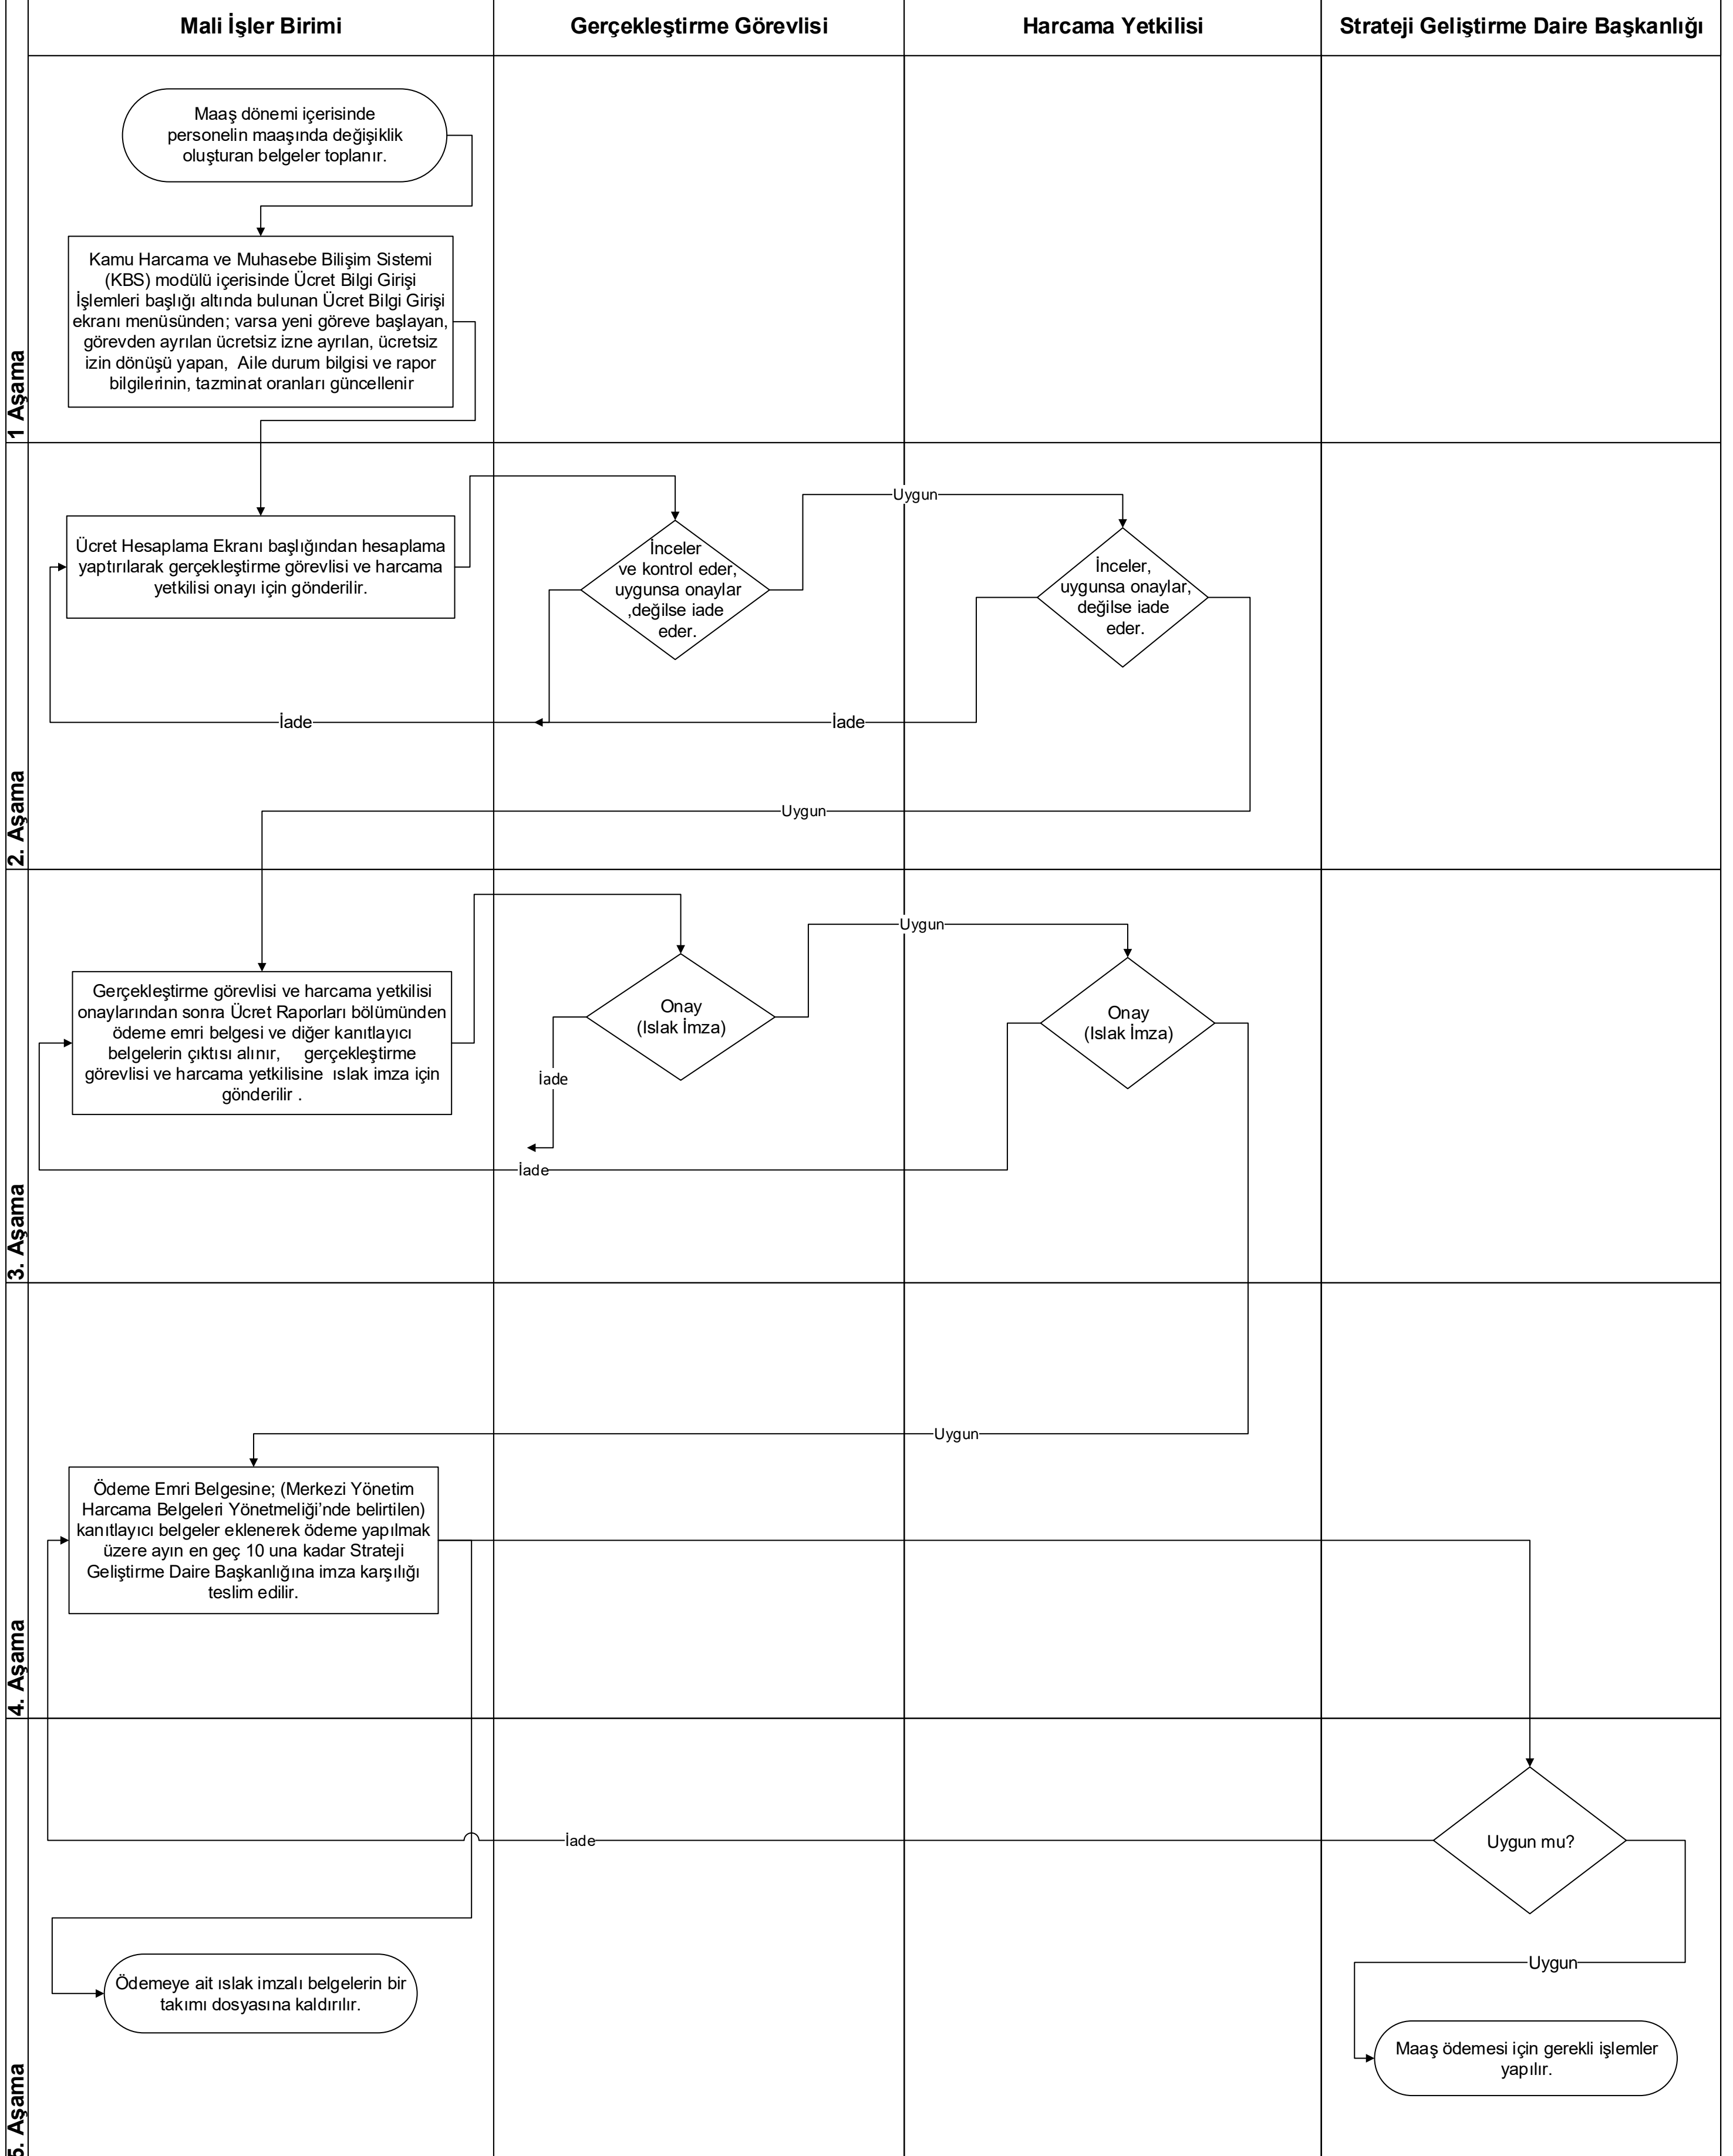 Mali İşler Birimi
Gerçekleştirme Görevlisi
Harcama Yetkilisi
Strateji Geliştirme Daire Başkanlığı
1 Aşama
Maaş dönemi içerisinde
personelin maaşında değişiklik
oluşturan belgeler toplanır.
Kamu Harcama ve Muhasebe Bilişim Sistemi
(KBS) modülü içerisinde Ücret Bilgi Girişi
İşlemleri başlığı altında bulunan Ücret Bilgi Girişi
ekranı menüsünden; varsa yeni göreve başlayan,
görevden ayrılan ücretsiz izne ayrılan, ücretsiz
izin dönüşü yapan, Aile durum bilgisi ve rapor
bilgilerinin, tazminat oranları güncellenir
2. Aşama
Uygun
Ücret Hesaplama Ekranı başlığından hesaplama
yaptırılarak gerçekleştirme görevlisi ve harcama
yetkilisi onayı için gönderilir.
İnceler
ve kontrol eder,
uygunsa onaylar
,değilse iade
eder.
İnceler,
uygunsa onaylar,
değilse iade
eder.
İade
İade
Uygun
3. Aşama
Uygun
Gerçekleştirme görevlisi ve harcama yetkilisi
onaylarından sonra Ücret Raporları bölümünden
ödeme emri belgesi ve diğer kanıtlayıcı
belgelerin çıktısı alınır, gerçekleştirme
görevlisi ve harcama yetkilisine ıslak imza için
gönderilir .
Onay
(Islak İmza)
Onay
(Islak İmza)
İade
İade
4. Aşama
Uygun
Ödeme Emri Belgesine; (Merkezi Yönetim
Harcama Belgeleri Yönetmeliği’nde belirtilen)
kanıtlayıcı belgeler eklenerek ödeme yapılmak
üzere ayın en geç 10 una kadar Strateji
Geliştirme Daire Başkanlığına imza karşılığı
teslim edilir.
5. Aşama
İade
Uygun mu?
Uygun
Ödemeye ait ıslak imzalı belgelerin bir
takımı dosyasına kaldırılır.
Maaş ödemesi için gerekli işlemler
yapılır.